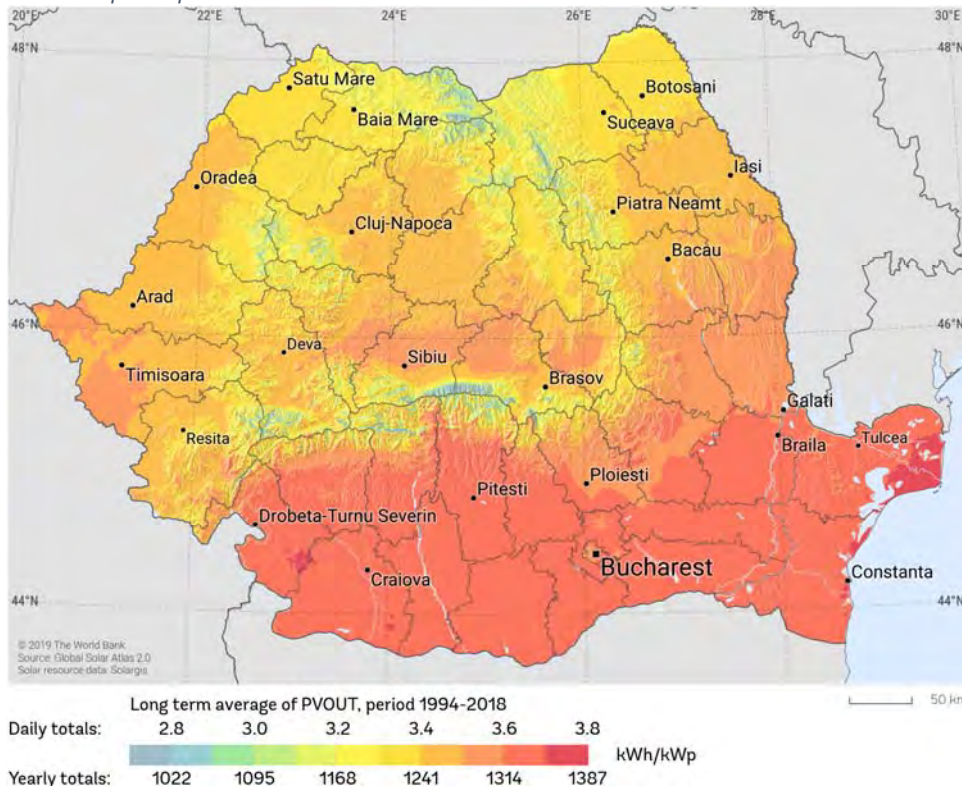 20°E 22°E 24°E 26°E 28°E 30°E
48°N 48°N
Satu Mare
Botosani
Baia Mare
Suceava
Iasi
Oradea
Piatra Neamt
Cluj-Napoca
Bacau
Arad
46°N 46°N
Deva
Sibiu
Timisoara
Brasov
Galati
Resita
Braila
Tulcea
Ploiesti
Pitesti
Drobeta-Turnu Severin
Bucharest
Craiova
Constanta
44°N 44°N
© 2019 The World Bank
Source: Global Solar Atlas 2.0
Solar resource data: Solargis
Long term average of PVOUT, period 1994-2018
50 km
Daily totals: 2.8 3.0 3.2 3.4 3.6 3.8
kWh/kWp
Yearly totals: 1022 1095 1168 1241 1314 1387